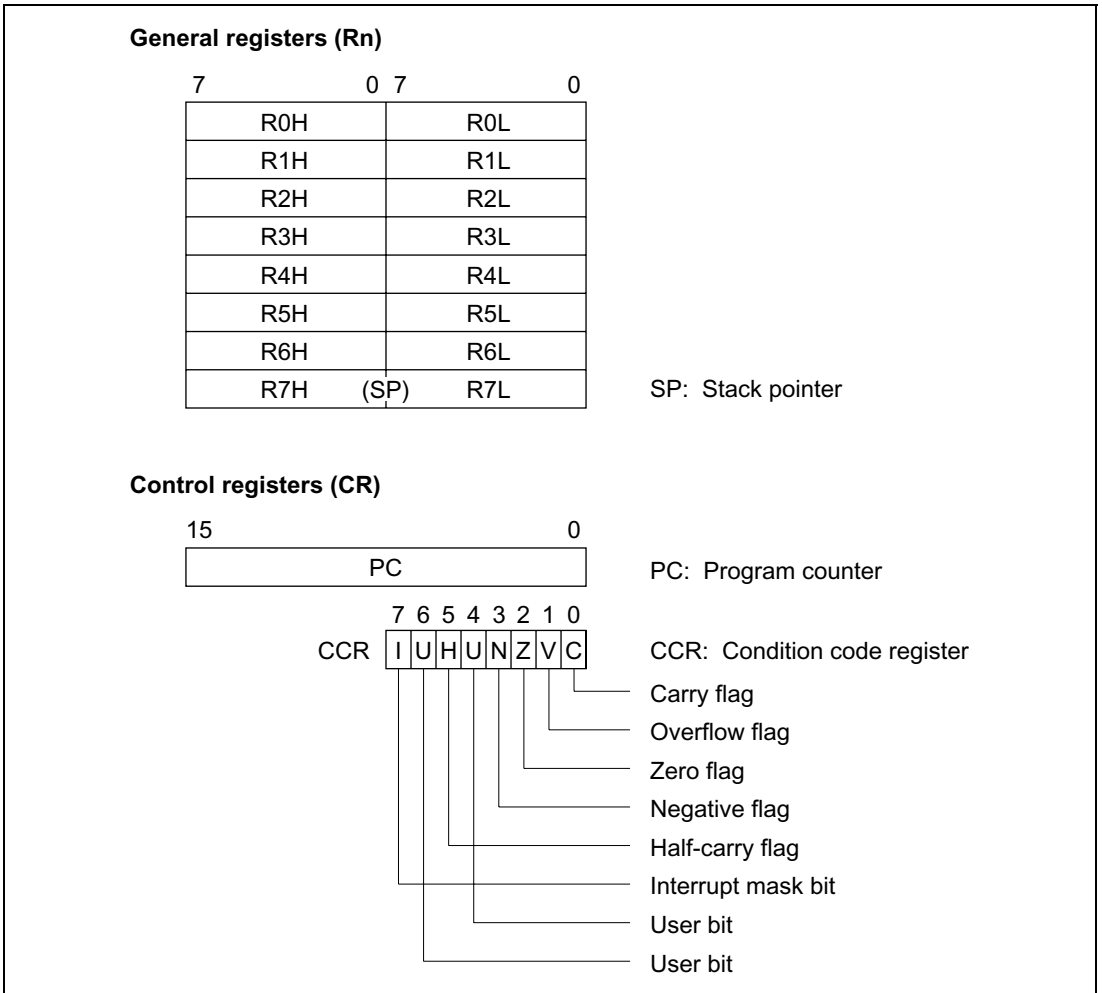 General registers (Rn)
7 0 7 0
R0H R0L
R1H R1L
R2H R2L
R3H R3L
R4H R4L
R5H R5L
R6H R6L
R7H (SP) R7L SP: Stack pointer
Control registers (CR)
15 0
PC PC: Program counter
7 6 5 4 3 2 1 0
CCR I U H U N Z V C CCR: Condition code register
Carry flag
Overflow flag
Zero flag
Negative flag
Half-carry flag
Interrupt mask bit
User bit
User bit